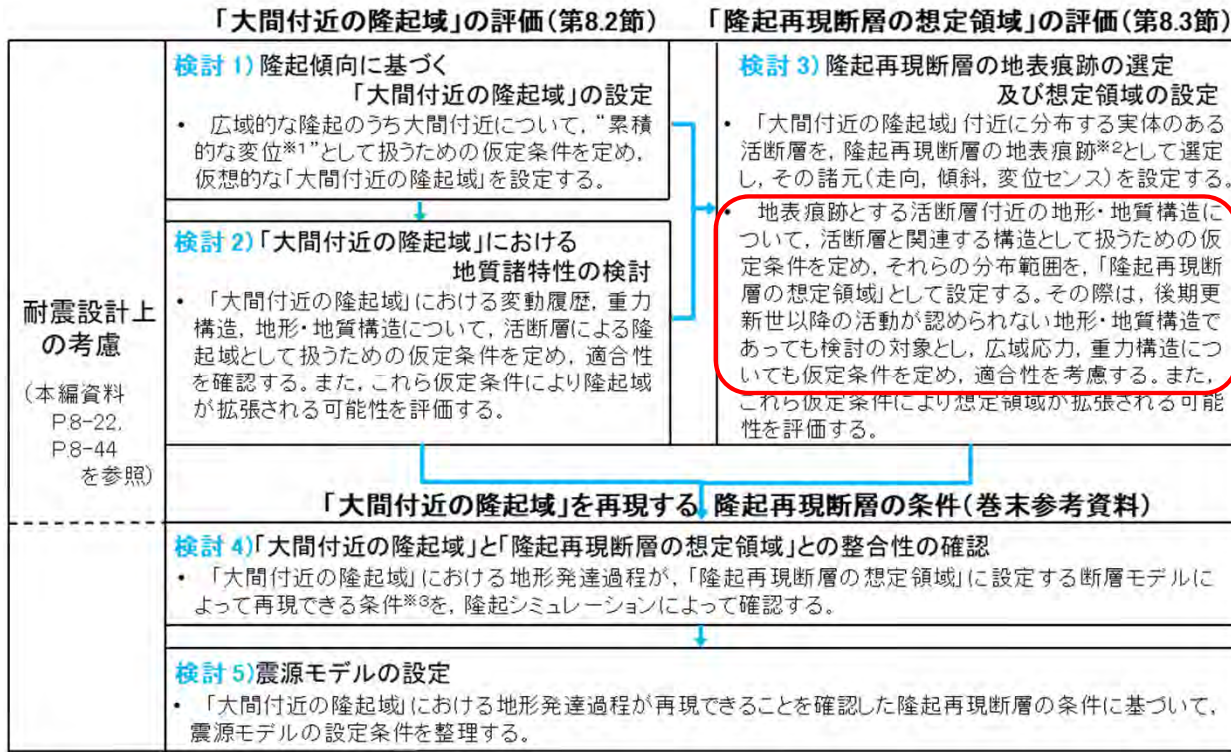 「大間付近の隆起域」の評価(第8.2節)
「隆起再現断層の想定領域」の評価(第8.3節)
耐震設計上
の考慮
(本編資料
P.8-22,
P.8-44
を参照)
検討 1) 隆起傾向に基づく
「大間付近の隆起域」の設定
• 広域的な隆起のうち大間付近について,“累積
的な変位※1”として扱うための仮定条件を定め,
仮想的な「大間付近の隆起域」を設定する。
検討 2)「大間付近の隆起域」における
地質諸特性の検討
• 「大間付近の隆起域」における変動履歴, 重力
構造, 地形・地質構造について, 活断層による隆
起域として扱うための仮定条件を定め, 適合性
を確認する。また, これら仮定条件により隆起域
が拡張される可能性を評価する。
検討 3) 隆起再現断層の地表痕跡の選定
及び想定領域の設定
• 「大間付近の隆起域」付近に分布する実体のある
活断層を, 隆起再現断層の地表痕跡※2として選定
し, その諸元(走向, 傾斜, 変位センス)を設定する。
• 地表痕跡とする活断層付近の地形・地質構造に
ついて, 活断層と関連する構造として扱うための仮
定条件を定め, それらの分布範囲を, 「隆起再現断
層の想定領域」として設定する。その際は, 後期更
新世以降の活動が認められない地形・地質構造で
あっても検討の対象とし, 広域応力, 重力構造につ
いても仮定条件を定め, 適合性を考慮する。また,
これら仮定条件により想定領域が拡張される可能
性を評価する。
「大間付近の隆起域」を再現する 隆起再現断層の条件(巻末参考資料)
検討 4)「大間付近の隆起域」と「隆起再現断層の想定領域」との整合性の確認
• 「大間付近の隆起域」における地形発達過程が, 「隆起再現断層の想定領域」に設定する断層モデルに
よって再現できる条件※3を, 隆起シミュレーションによって確認する。
検討 5)震源モデルの設定
• 「大間付近の隆起域」における地形発達過程が再現できることを確認した隆起再現断層の条件に基づいて,
震源モデルの設定条件を整理する。